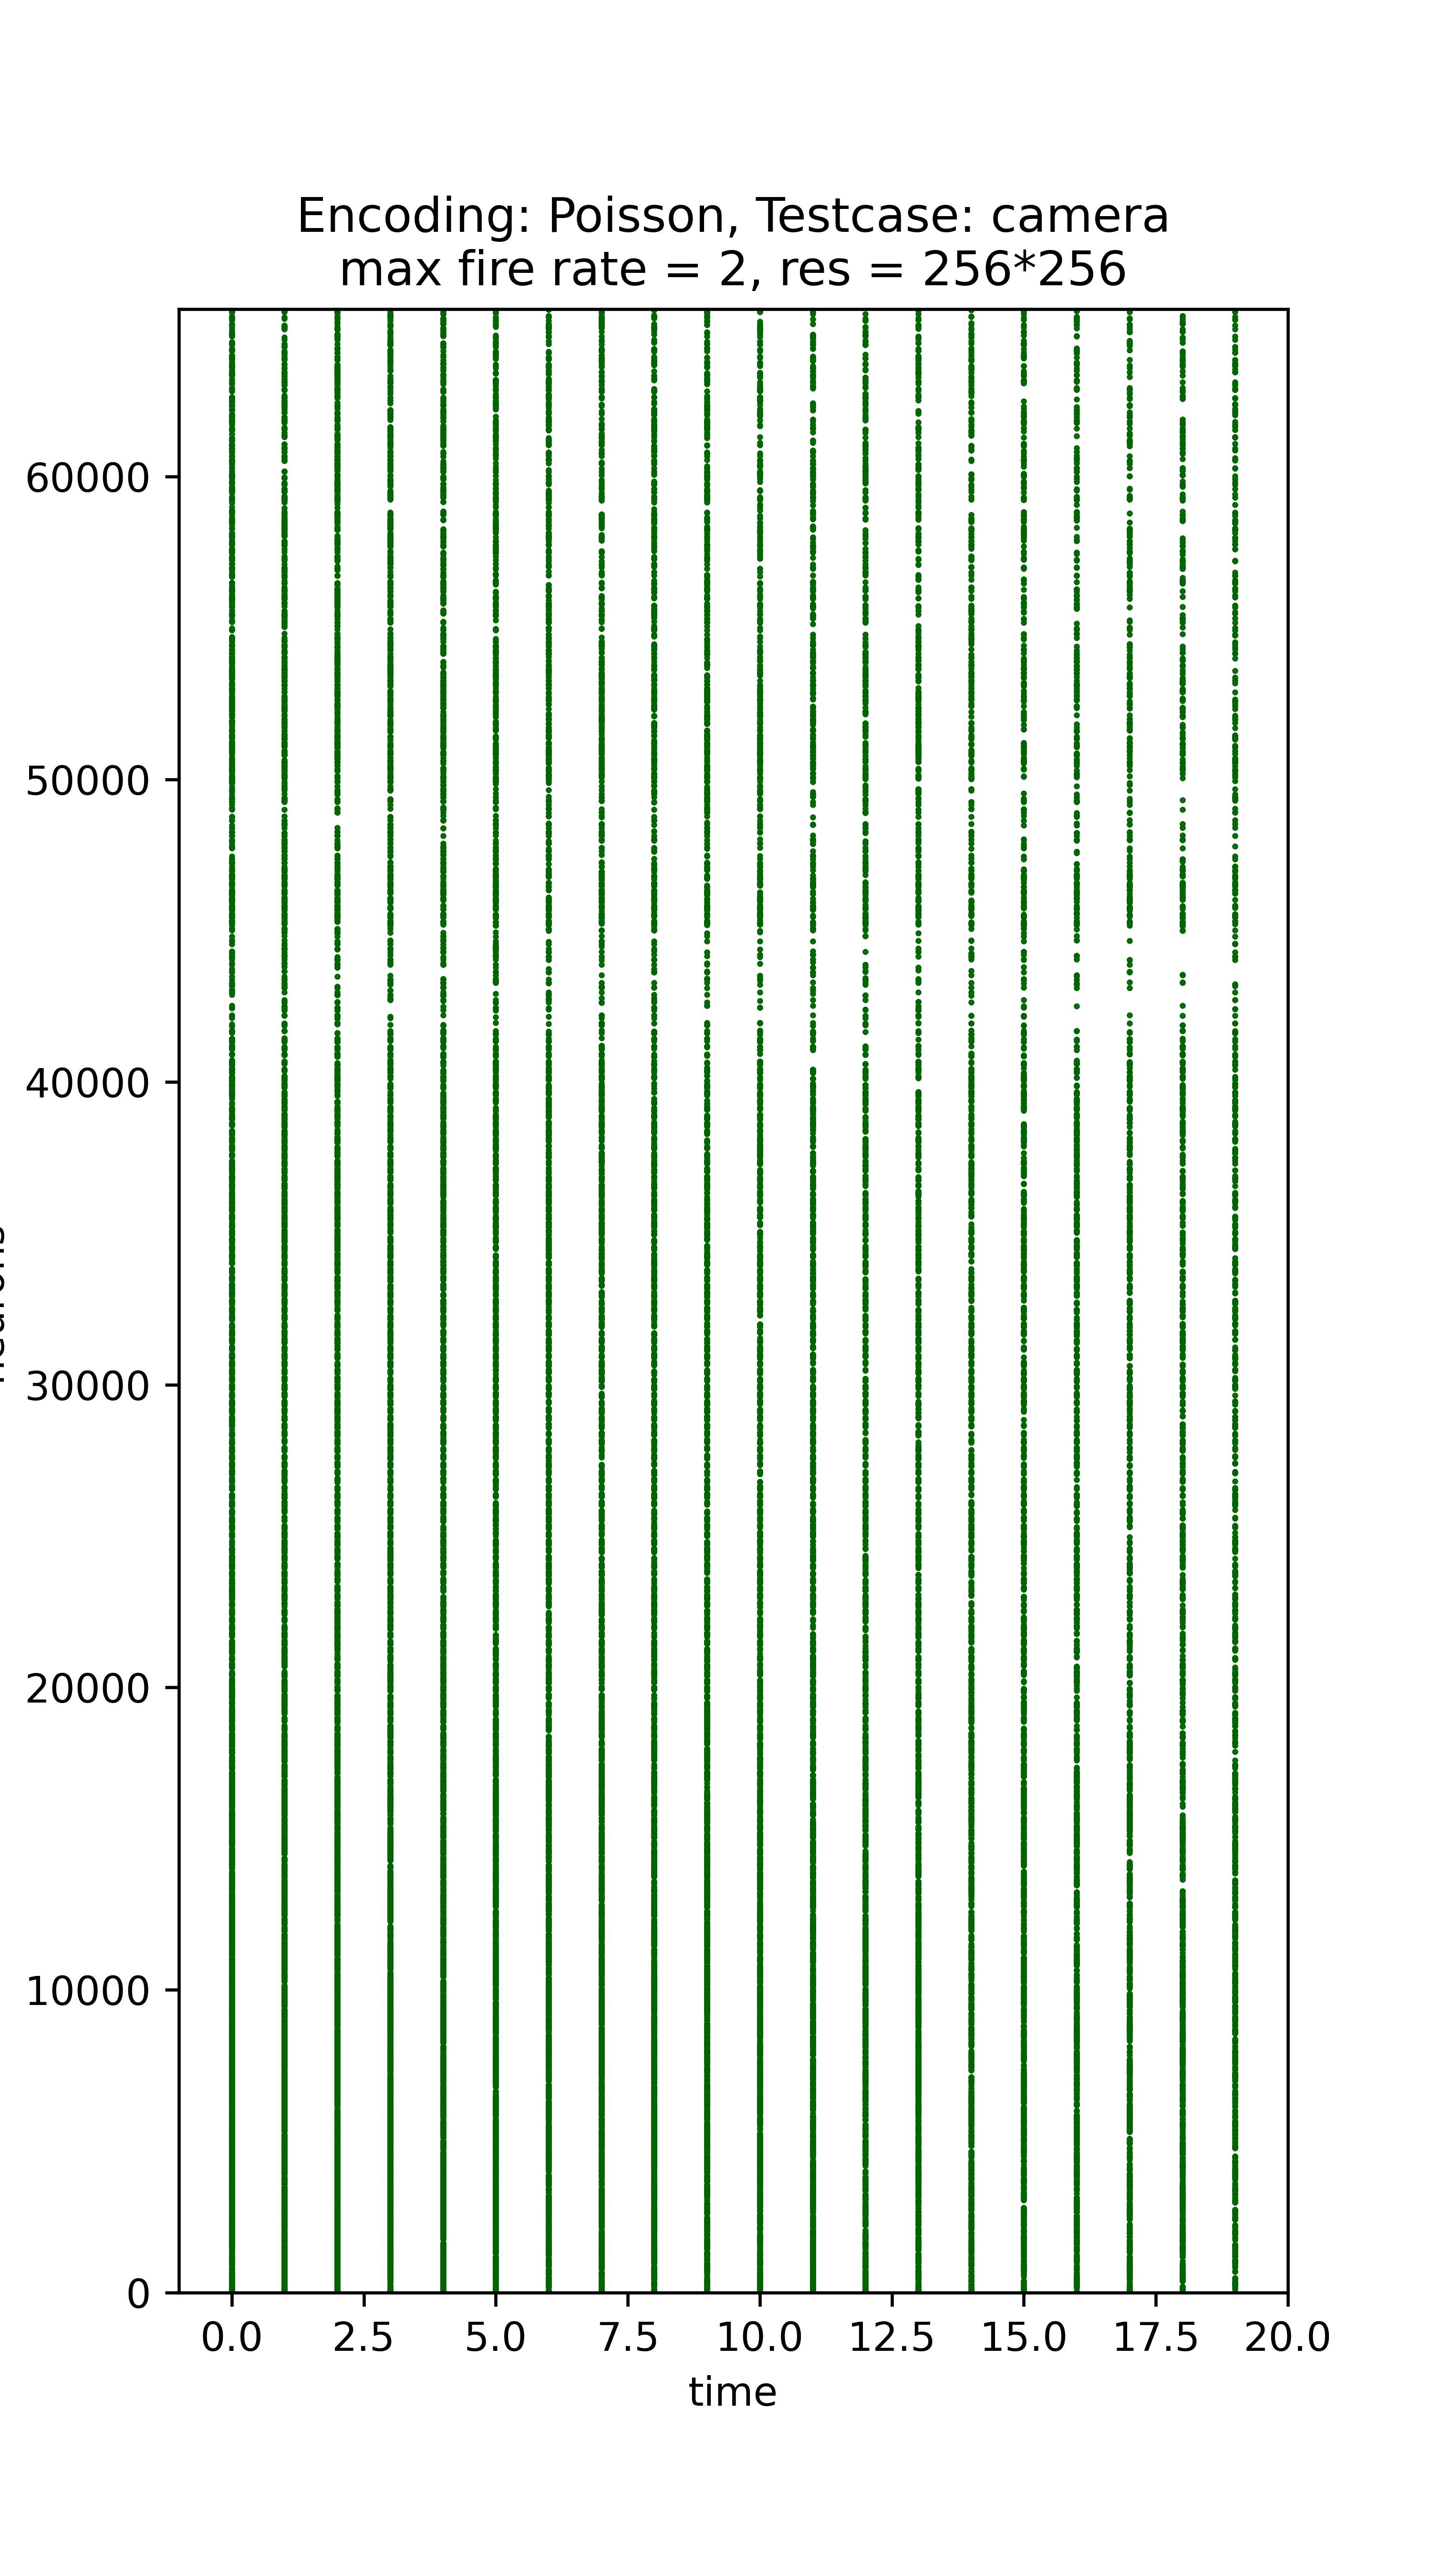 Encoding: Poisson, Testcase: camera
max fire rate = 2, res = 256*256
60000
50000
40000
30000
20000
10000
0
0.0 2.5 5.0 7.5 10.0 12.5 15.0 17.5 20.0
time